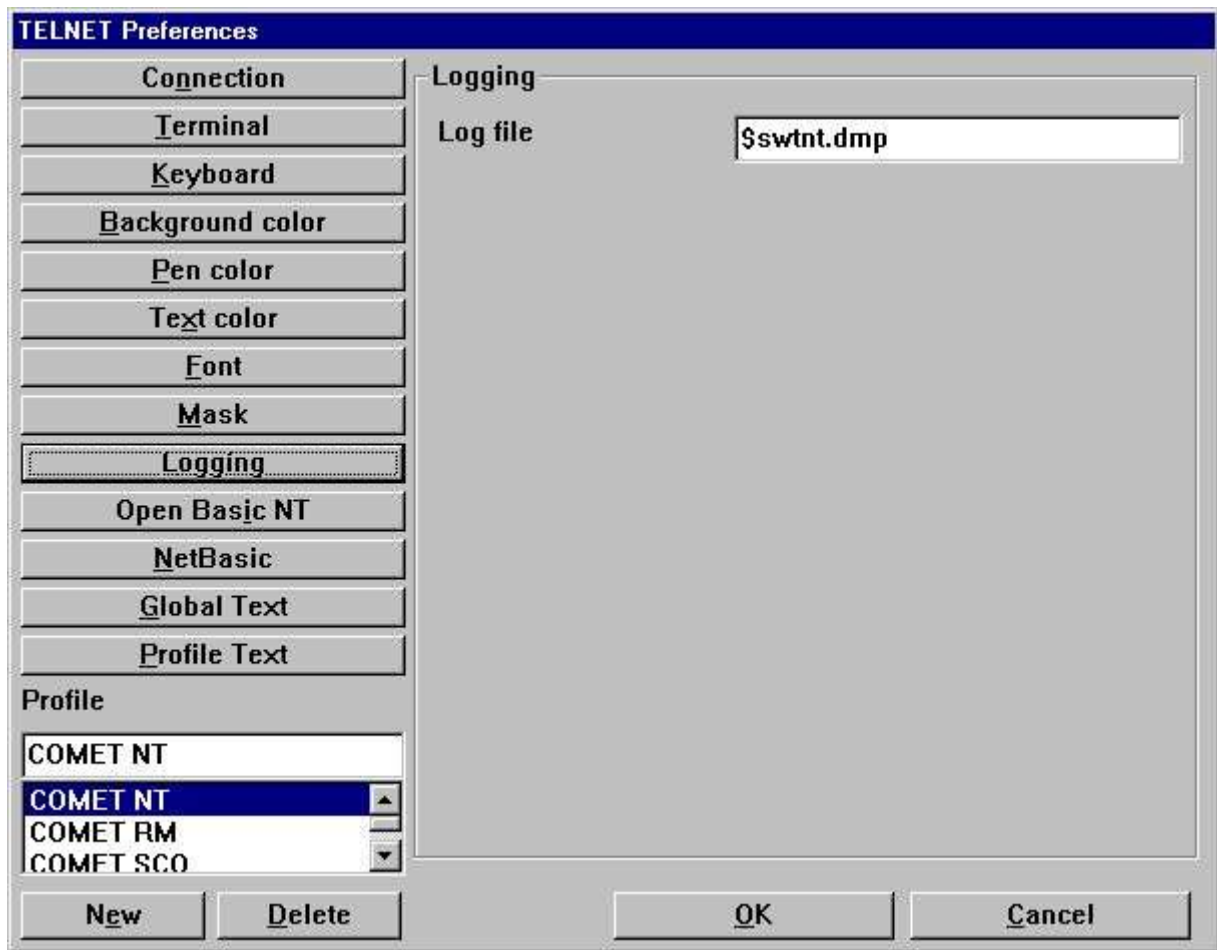 TELNET Preferences
Connection
Terminal
Keyboard
Background color
Pen color
Text color
Font
Mask
Logging
Open Basic NT
NetBasic
Global Text
Profile Text
Profile
COMET NT
COMET NT
COMET RM
COMET SCO
New
Delete
Logging
Log file
$swtnt.dmp
OK
Cancel